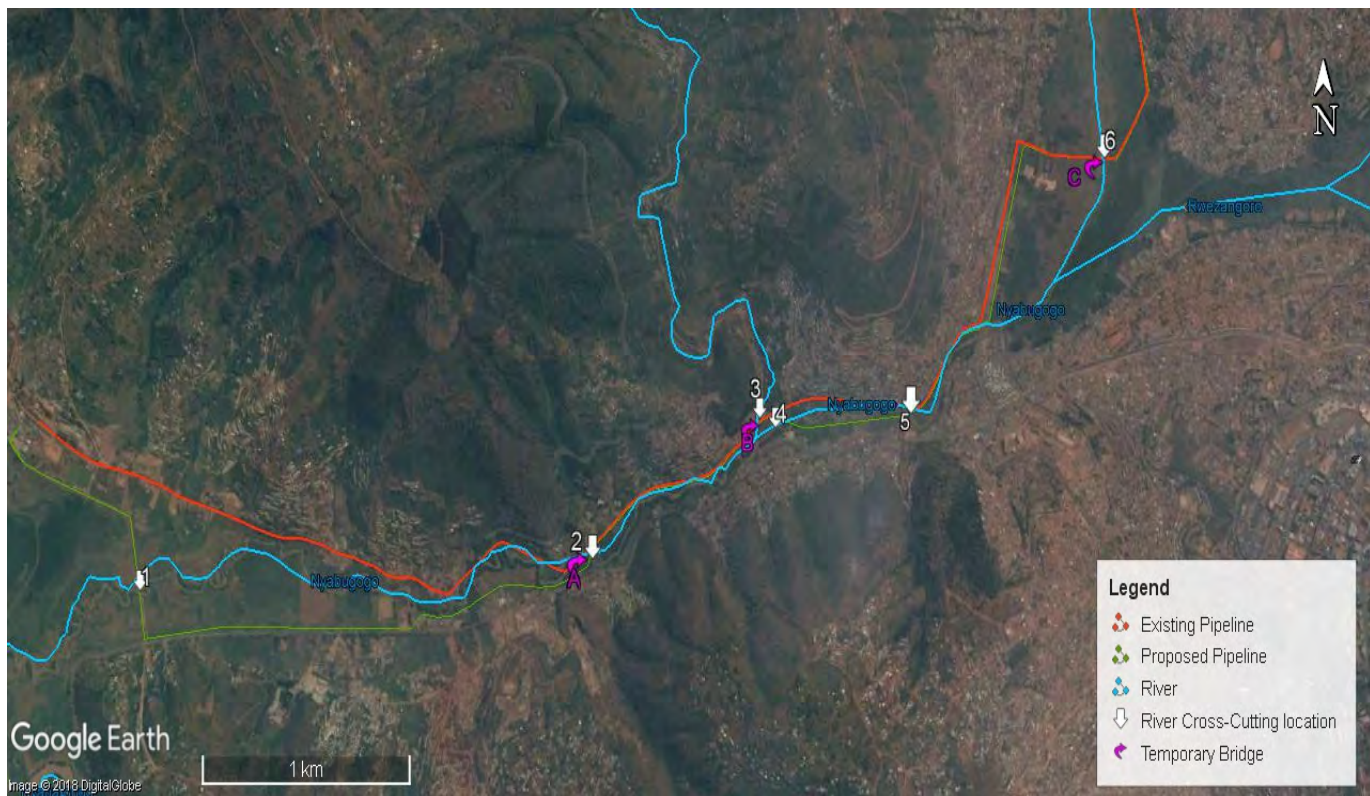 N
6
C
Rwezangoro
Nyabugogo
3
4
Nyabugogo
B
5
2
A
1
Nyabugogo
Legend
Existing Pipeline
Proposed Pipeline
River
River Cross-Cutting location
Temporary Bridge
Google Earth
1 km
Image © 2018 DigitalGlobe